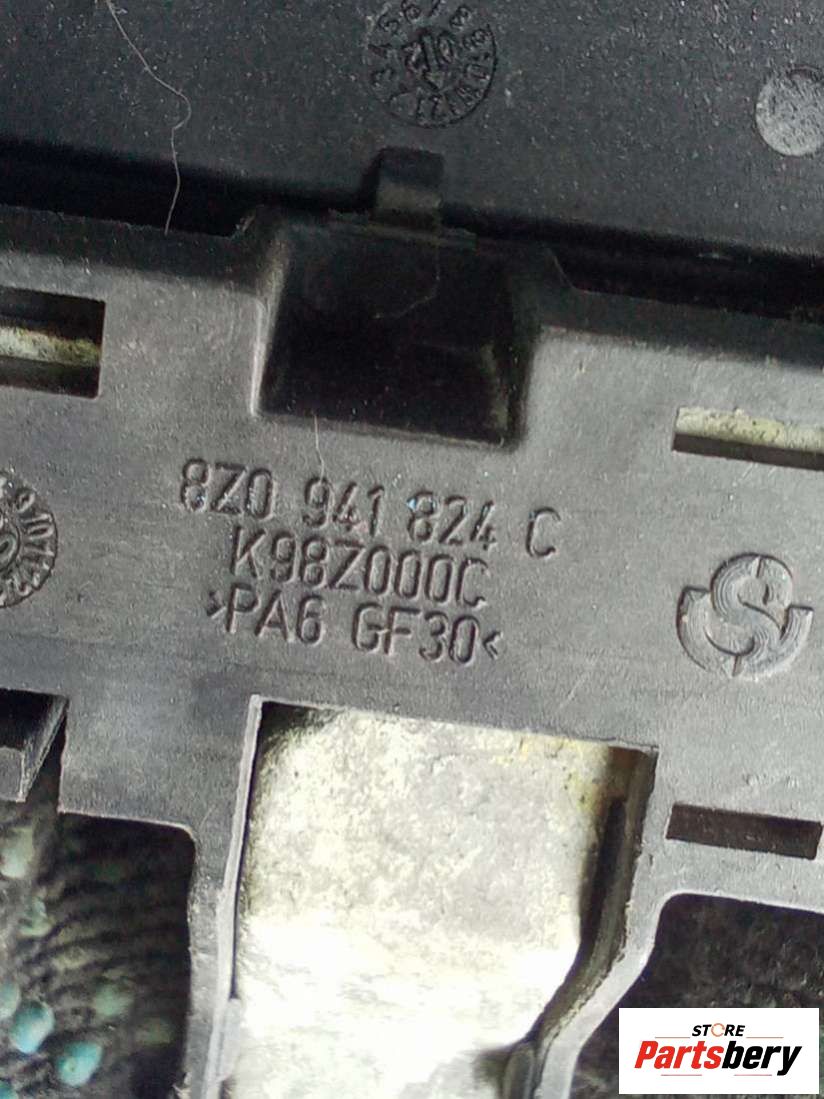 8Z0 941 824 C
K98Z000C
>PA6 GF30<
STORE
Partsbery